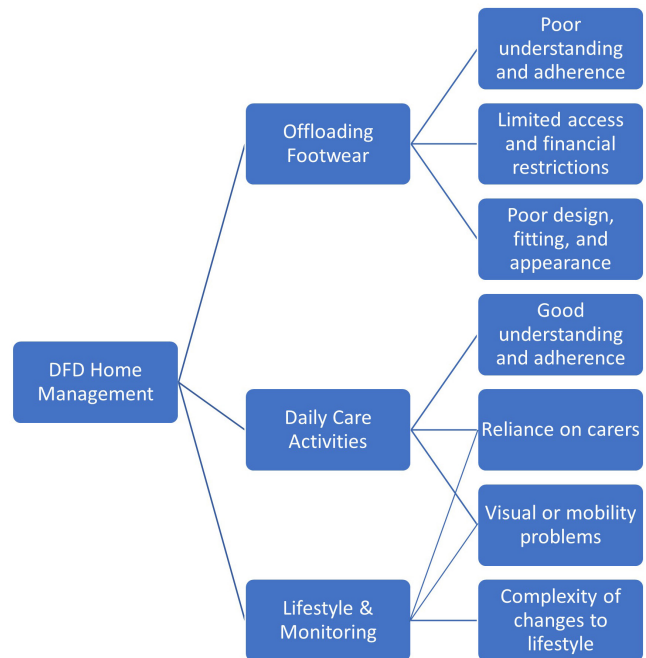 DFD Home
Management
Offloading
Footwear
Poor
understanding
and adherence
Limited access
and financial
restrictions
Poor design,
fitting, and
appearance
Daily Care
Activities
Good
understanding
and adherence
Reliance on carers
Visual or mobility
problems
Lifestyle &
Monitoring
Complexity of
changes to
lifestyle